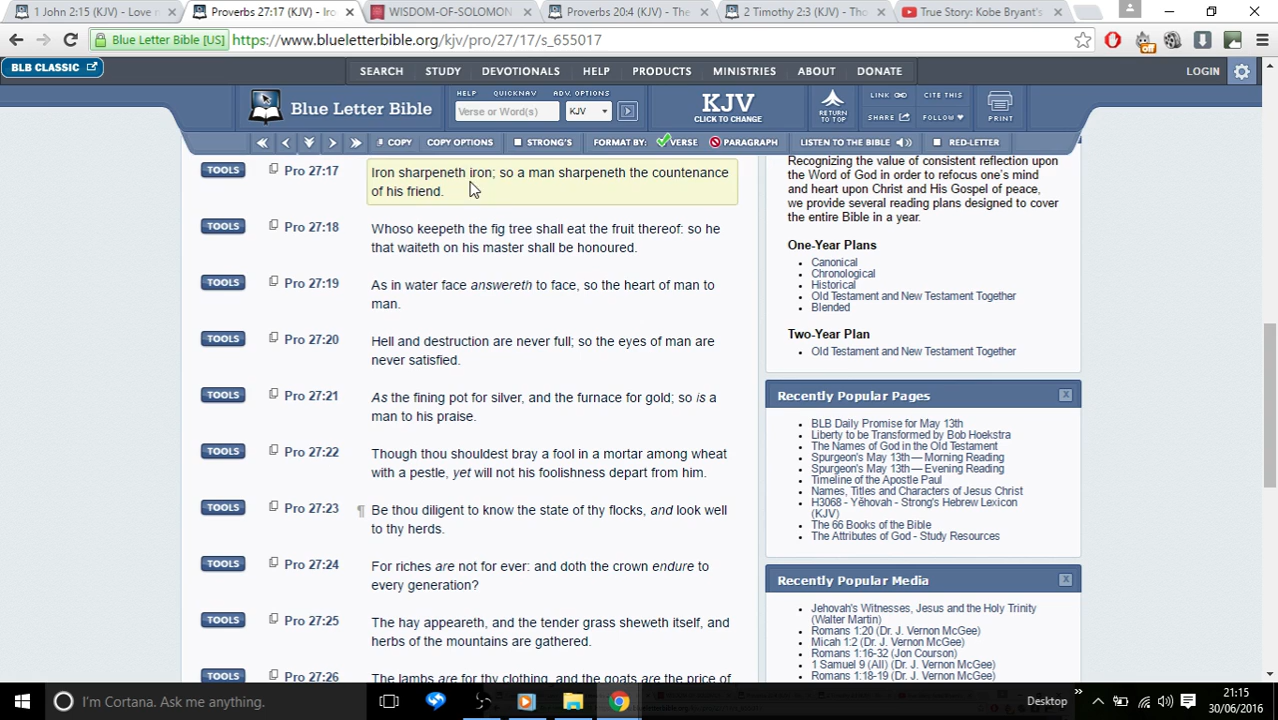 1 John 2:15 (KJV) - Love n
Proverbs 27:17 (KJV) - Iro
WISDOM-OF-SOLOMON
Proverbs 20:4 (KJV) - The
2 Timothy 2:3 (KJV) - Tho
True Story: Kobe Bryant's
Blue Letter Bible [US]
https://www.blueletterbible.org/kjv/pro/27/17/s_655017
off
BLB CLASSIC
SEARCH STUDY DEVOTIONALS HELP PRODUCTS MINISTRIES ABOUT DONATE
LOGIN
Blue Letter Bible
HELP QUICKNAV ADV. OPTIONS
Verse or Word(s)
KJV
KJV
CLICK TO CHANGE
RETURN
TO TOP
LINK CITE THIS
SHARE FOLLOW
PRINT
COPY COPY OPTIONS STRONG'S FORMAT BY: VERSE PARAGRAPH LISTEN TO THE BIBLE RED-LETTER
TOOLS Pro 27:17 Iron sharpeneth iron; so a man sharpeneth the countenance
of his friend.
TOOLS Pro 27:18 Whoso keepeth the fig tree shall eat the fruit thereof: so he
that waiteth on his master shall be honoured.
TOOLS Pro 27:19 As in water face answereth to face, so the heart of man to
man.
TOOLS Pro 27:20 Hell and destruction are never full; so the eyes of man are
never satisfied.
TOOLS Pro 27:21 As the fining pot for silver, and the furnace for gold; so is a
man to his praise.
TOOLS Pro 27:22 Though thou shouldest bray a fool in a mortar among wheat
with a pestle, yet will not his foolishness depart from him.
TOOLS Pro 27:23 ¶ Be thou diligent to know the state of thy flocks, and look well
to thy herds.
TOOLS Pro 27:24 For riches are not for ever: and doth the crown endure to
every generation?
TOOLS Pro 27:25 The hay appeareth, and the tender grass sheweth itself, and
herbs of the mountains are gathered.
TOOLS Pro 27:26 The lambs are for thy clothing, and the goats are the price of
Recognizing the value of consistent reflection upon
the Word of God in order to refocus one's mind
and heart upon Christ and His Gospel of peace,
we provide several reading plans designed to cover
the entire Bible in a year.
One-Year Plans
Canonical
Chronological
Historical
Old Testament and New Testament Together
Blended
Two-Year Plan
Old Testament and New Testament Together
Recently Popular Pages
BLB Daily Promise for May 13th
Liberty to be Transformed by Bob Hoekstra
The Names of God in the Old Testament
Spurgeon's May 13th — Morning Reading
Spurgeon's May 13th — Evening Reading
Timeline of the Apostle Paul
Names, Titles and Characters of Jesus Christ
H3068 - Yĕhovah - Strong's Hebrew Lexicon
(KJV)
The 66 Books of the Bible
The Attributes of God - Study Resources
Recently Popular Media
Jehovah's Witnesses, Jesus and the Holy Trinity
(Walter Martin)
Romans 1:20 (Dr. J. Vernon McGee)
Micah 1:2 (Dr. J. Vernon McGee)
Romans 1:16-32 (Jon Courson)
1 Samuel 9 (All) (Dr. J. Vernon McGee)
Romans 1:18-19 (Dr. J. Vernon McGee)
I'm Cortana. Ask me anything.
Desktop
21:15
30/06/2016